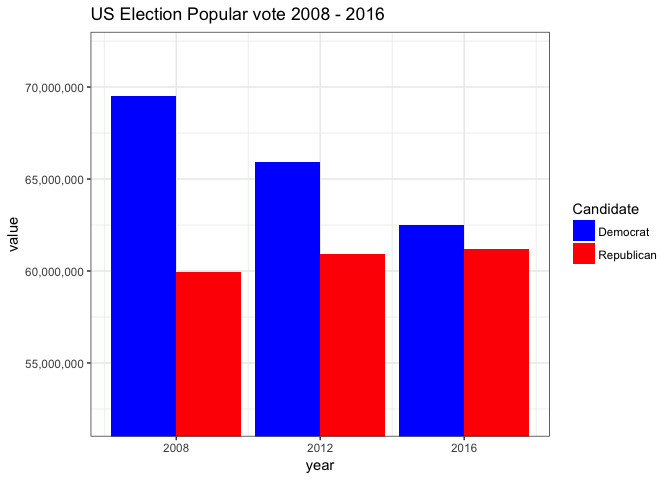 US Election Popular vote 2008 - 2016
70,000,000
65,000,000
60,000,000
55,000,000
value
2008 2012 2016
year
Candidate
Democrat
Republican